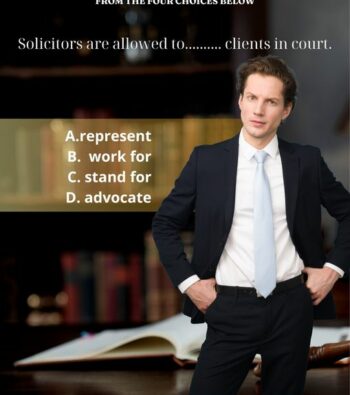 FROM THE FOUR CHOICES BELOW
Solicitors are allowed to.......... clients in court.
A.represent
B. work for
C. stand for
D. advocate